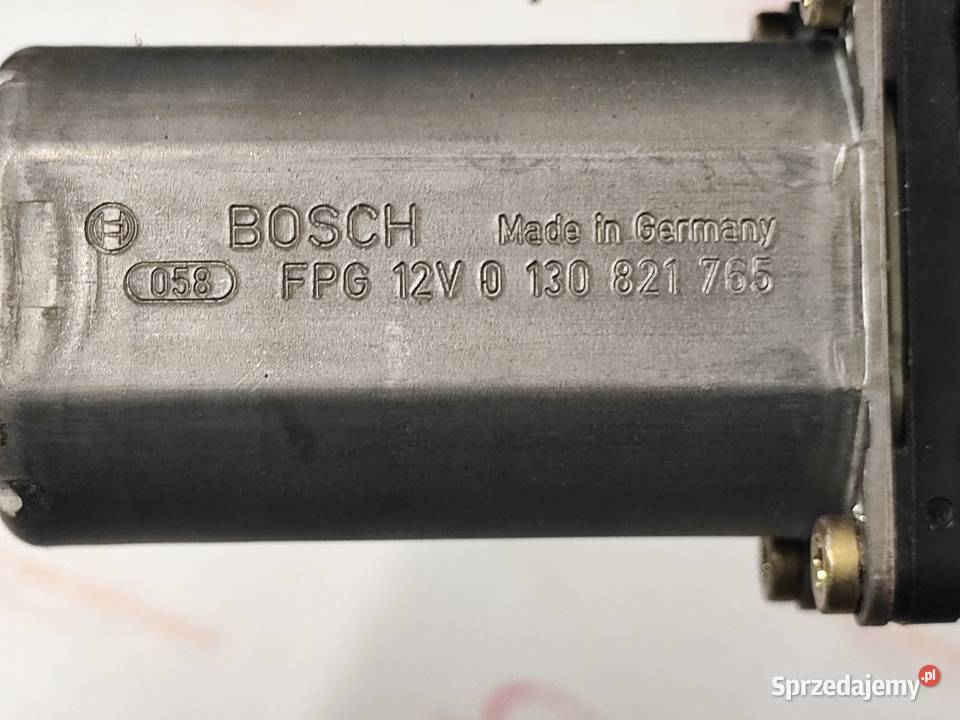 BOSCH Made in Germany
058 FPG 12V 0 130 821 765
Sprzedajemy.pl